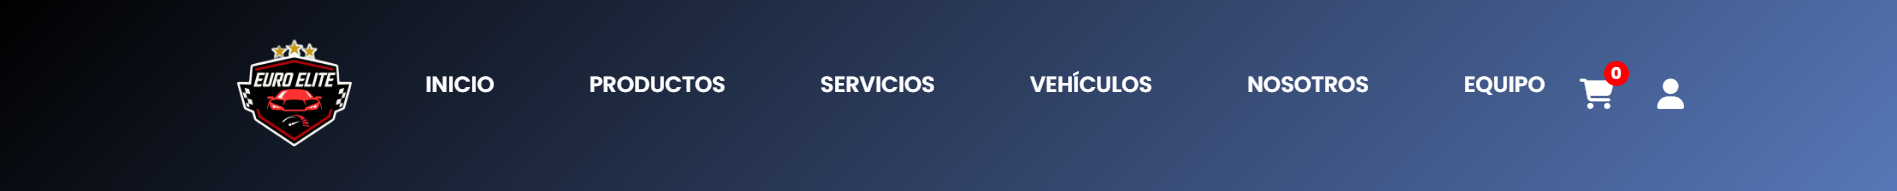 EURO ELITE
INICIO
PRODUCTOS
SERVICIOS
VEHÍCULOS
NOSOTROS
EQUIPO
0